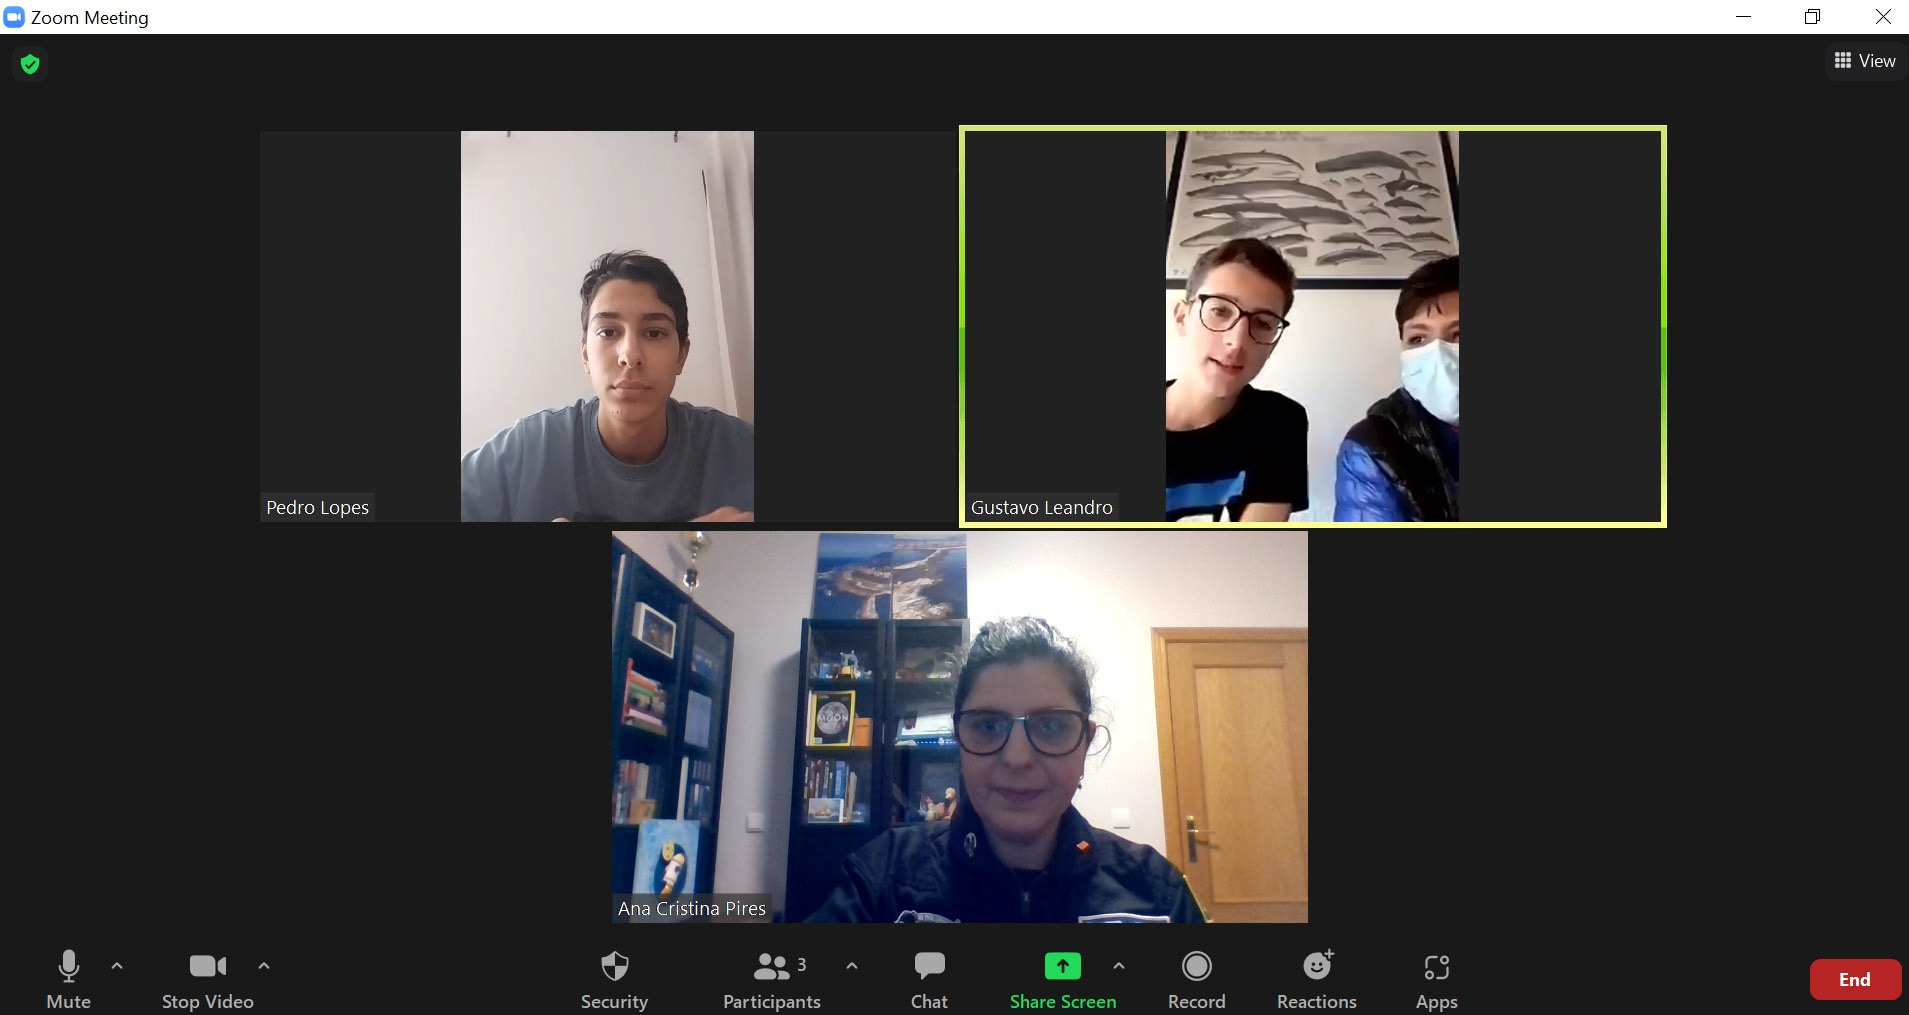 Zoom Meeting
View
Pedro Lopes
Gustavo Leandro
MOON
Ana Cristina Pires
3
Mute
Stop Video
Security
Participants
Chat
Share Screen
Record
Reactions
Apps
End